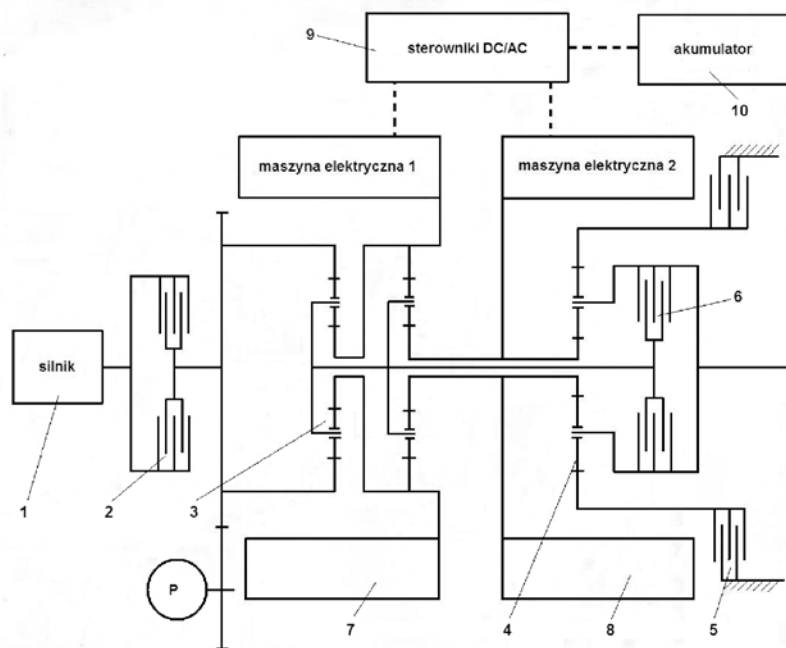 9
sterowniki DC/AC
akumulator
10
maszyna elektryczna 1
maszyna elektryczna 2
6
silnik
1
2
3
P
7
4
8
5